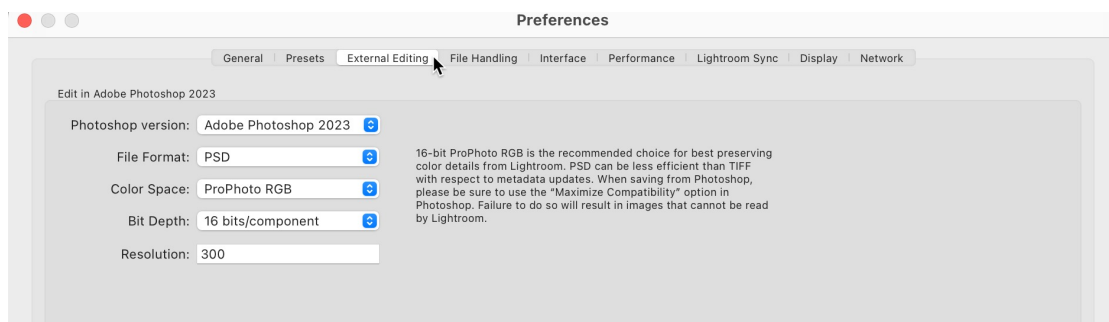 Preferences
General Presets External Editing File Handling Interface Performance Lightroom Sync Display Network
Edit in Adobe Photoshop 2023
Photoshop version: Adobe Photoshop 2023
File Format: PSD
Color Space: ProPhoto RGB
Bit Depth: 16 bits/component
Resolution: 300
16-bit ProPhoto RGB is the recommended choice for best preserving
color details from Lightroom. PSD can be less efficient than TIFF
with respect to metadata updates. When saving from Photoshop,
please be sure to use the “Maximize Compatibility” option in
Photoshop. Failure to do so will result in images that cannot be read
by Lightroom.